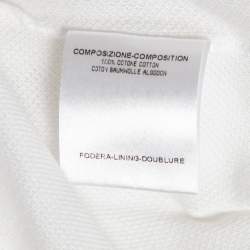 COMPOSIZIONE-COMPOSITION
100% COTONE COTTON
COTON BAUMWOLLE ALGODON
FODERA-LINING-DOUBLURE